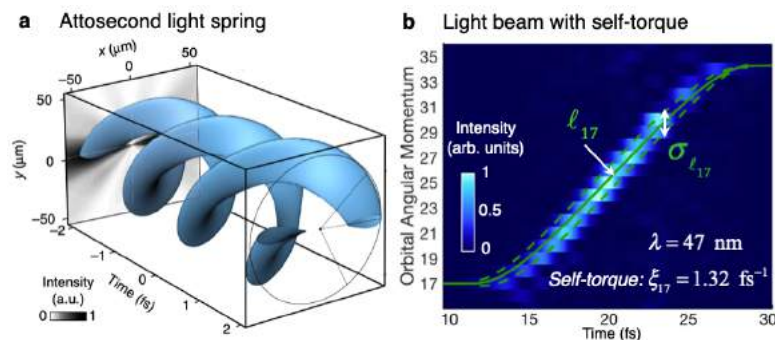 a Attosecond light spring
x (μm)
−50 0 50
50
0
−50
y (μm)
−2 −1 0 1 2
Time (fs)
Intensity
(a.u.)
0 1
b Light beam with self-torque
Orbital Angular Momentum
35
33
31
29
27
25
23
21
19
17
Intensity
(arb. units)
1
0.5
0
ℓ₁₇
σ_ℓ₁₇
λ = 47 nm
Self-torque: ξ₁₇ = 1.32 fs⁻¹
10 15 20 25 30
Time (fs)